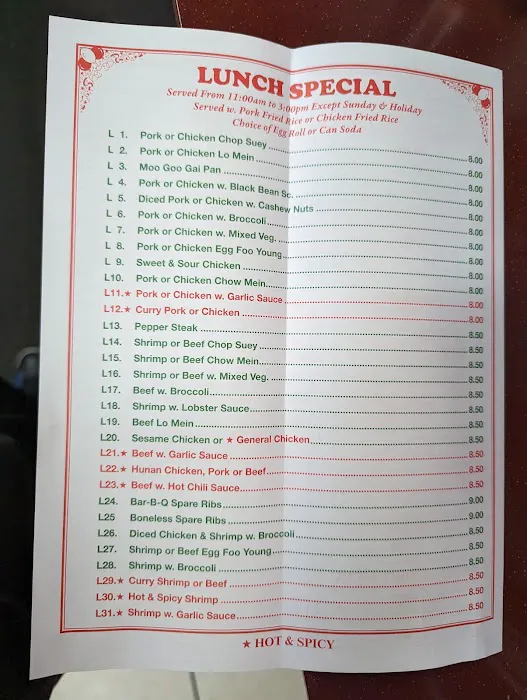 LUNCH SPECIAL
Served From 11:00am to 3:00pm Except Sunday & Holiday
Served w. Pork Fried Rice or Chicken Fried Rice
Choice of Egg Roll or Can Soda
L 1. Pork or Chicken Chop Suey 8.00
L 2. Pork or Chicken Lo Mein 8.00
L 3. Moo Goo Gai Pan 8.00
L 4. Pork or Chicken w. Black Bean Sc. 8.00
L 5. Diced Pork or Chicken w. Cashew Nuts 8.00
L 6. Pork or Chicken w. Broccoli 8.00
L 7. Pork or Chicken w. Mixed Veg. 8.00
L 8. Pork or Chicken Egg Foo Young 8.00
L 9. Sweet & Sour Chicken 8.00
L10. Pork or Chicken Chow Mein 8.00
L11.★ Pork or Chicken w. Garlic Sauce 8.00
L12.★ Curry Pork or Chicken 8.00
L13. Pepper Steak 8.50
L14. Shrimp or Beef Chop Suey 8.50
L15. Shrimp or Beef Chow Mein 8.50
L16. Shrimp or Beef w. Mixed Veg. 8.50
L17. Beef w. Broccoli 8.50
L18. Shrimp w. Lobster Sauce 8.50
L19. Beef Lo Mein 8.50
L20. Sesame Chicken or ★ General Chicken 8.50
L21.★ Beef w. Garlic Sauce 8.50
L22.★ Hunan Chicken, Pork or Beef 8.50
L23.★ Beef w. Hot Chili Sauce 8.50
L24. Bar-B-Q Spare Ribs 9.00
L25 Boneless Spare Ribs 9.00
L26. Diced Chicken & Shrimp w. Broccoli 8.50
L27. Shrimp or Beef Egg Foo Young 8.50
L28. Shrimp w. Broccoli 8.50
L29.★ Curry Shrimp or Beef 8.50
L30.★ Hot & Spicy Shrimp 8.50
L31.★ Shrimp w. Garlic Sauce 8.50
★ HOT & SPICY